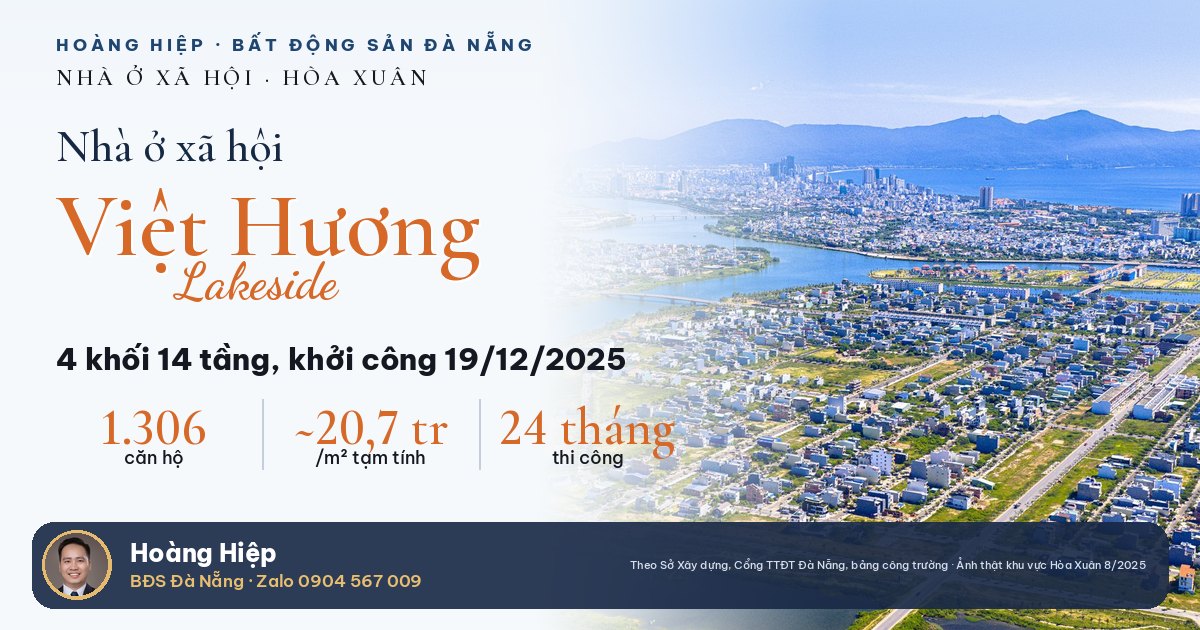 HOÀNG HIỆP · BẤT ĐỘNG SẢN ĐÀ NẴNG
NHÀ Ở XÃ HỘI · HÒA XUÂN
Nhà ở xã hội
Việt Hương
Lakeside
4 khối 14 tầng, khởi công 19/12/2025
1.306
căn hộ
~20,7 tr
/m² tạm tính
24 tháng
thi công
Hoàng Hiệp
BĐS Đà Nẵng · Zalo 0904 567 009
Theo Sở Xây dựng, Cổng TTĐT Đà Nẵng, bảng công trường · Ảnh thật khu vực Hòa Xuân 8/2025